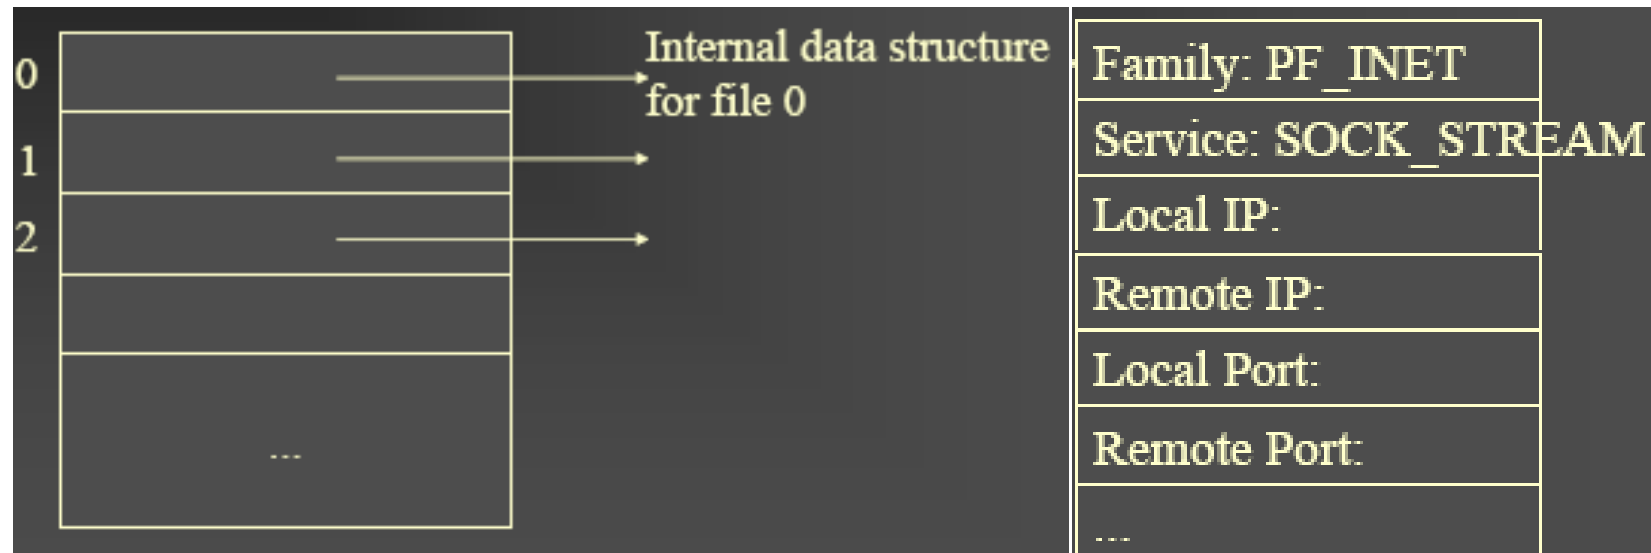 0
Internal data structure
for file 0
1
2
...
Family: PF_INET
Service: SOCK_STREAM
Local IP:
Remote IP:
Local Port:
Remote Port:
...